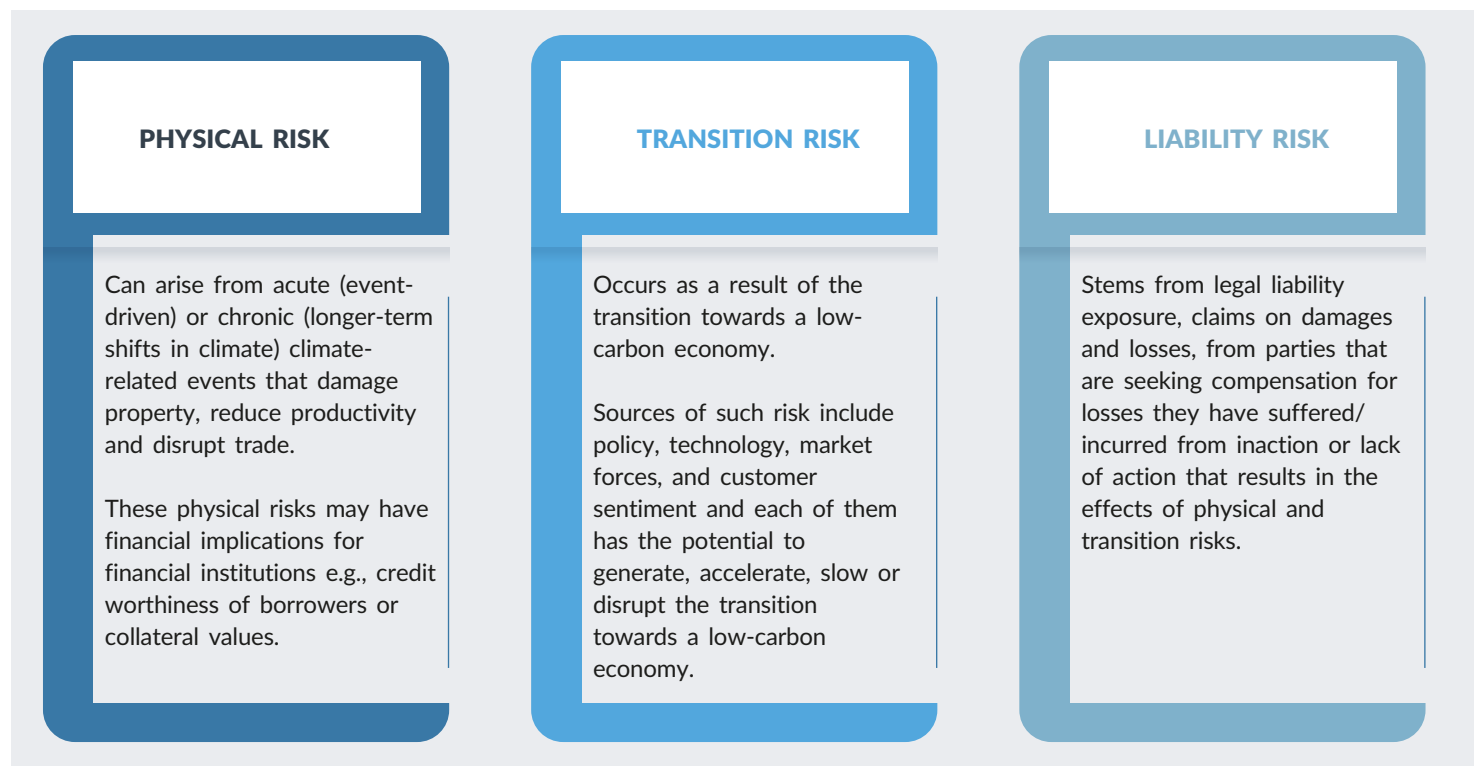 PHYSICAL RISK
Can arise from acute (event-
driven) or chronic (longer-term
shifts in climate) climate-
related events that damage
property, reduce productivity
and disrupt trade.
These physical risks may have
financial implications for
financial institutions e.g., credit
worthiness of borrowers or
collateral values.
TRANSITION RISK
Occurs as a result of the
transition towards a low-
carbon economy.
Sources of such risk include
policy, technology, market
forces, and customer
sentiment and each of them
has the potential to
generate, accelerate, slow or
disrupt the transition
towards a low-carbon
economy.
LIABILITY RISK
Stems from legal liability
exposure, claims on damages
and losses, from parties that
are seeking compensation for
losses they have suffered/
incurred from inaction or lack
of action that results in the
effects of physical and
transition risks.